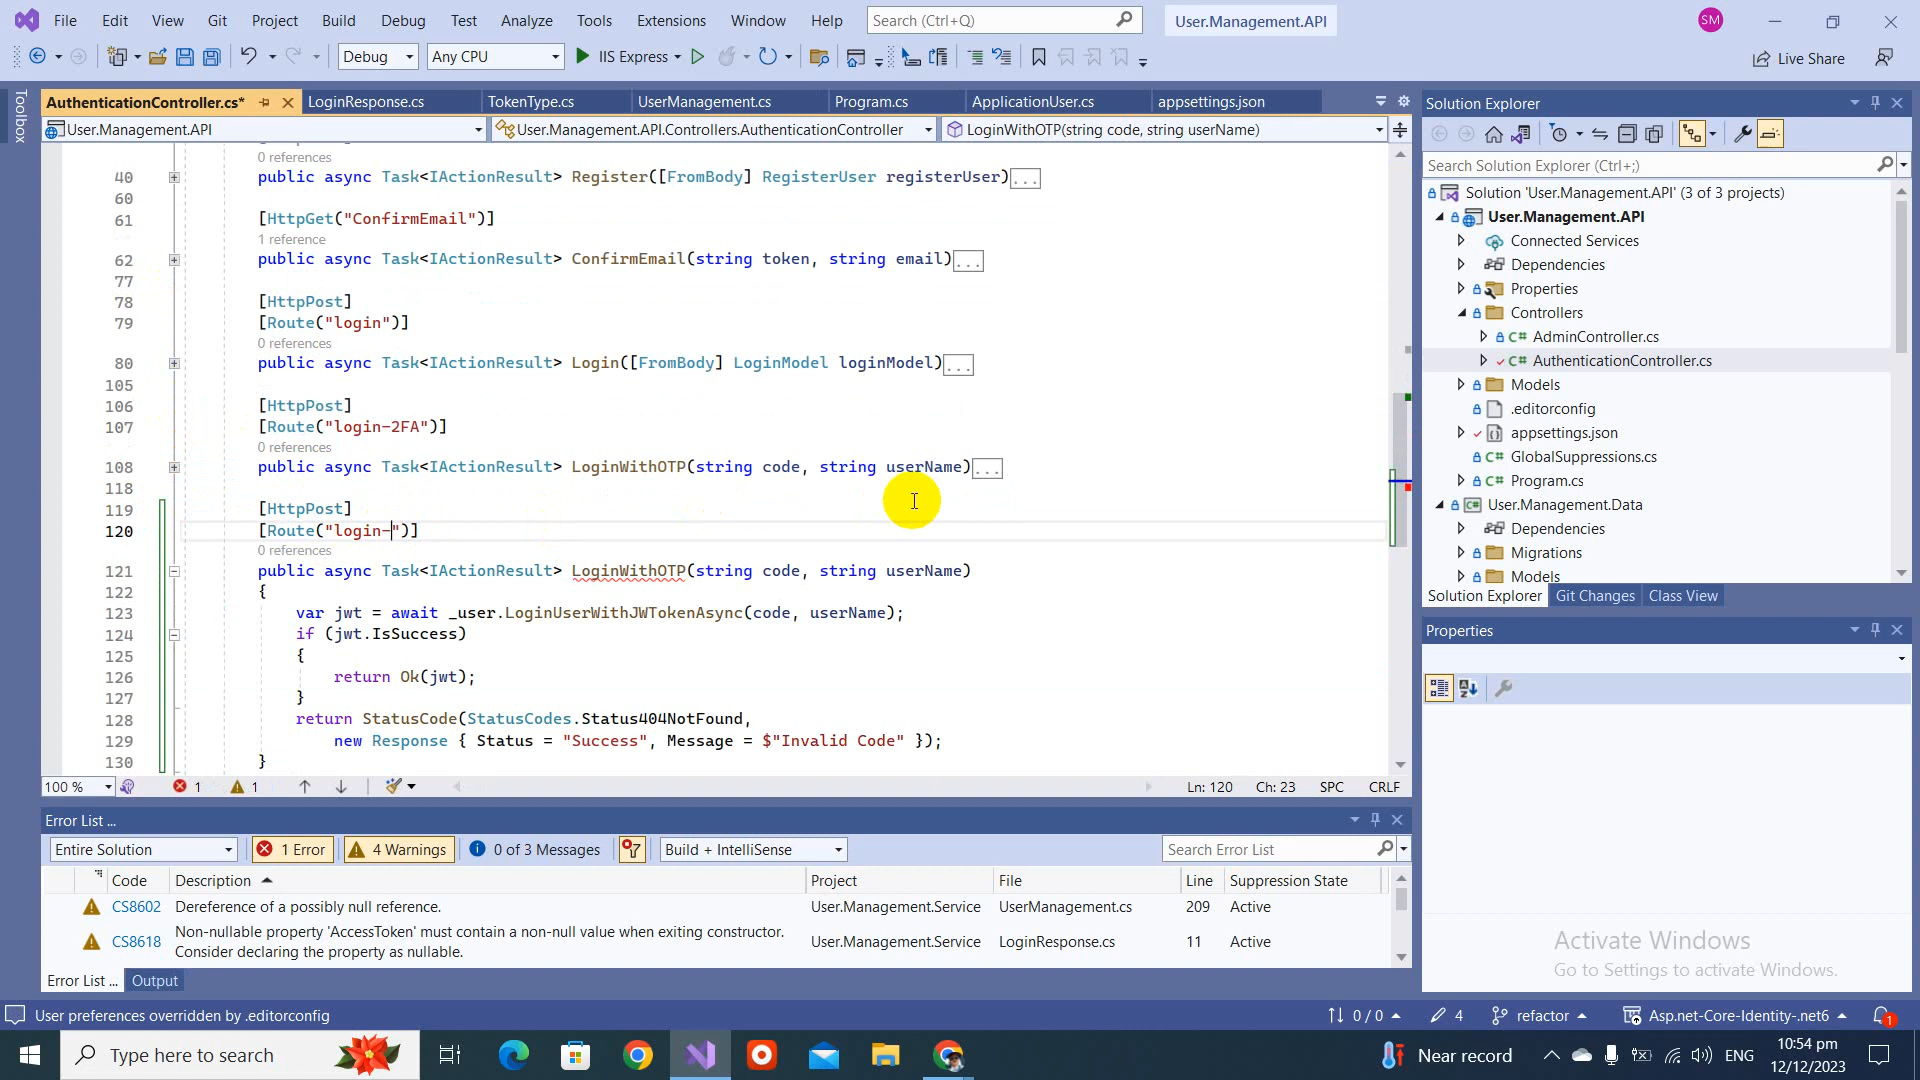 File Edit View Git Project Build Debug Test Analyze Tools Extensions Window Help Search (Ctrl+Q) User.Management.API SM
Debug Any CPU IIS Express Live Share
Toolbox
AuthenticationController.cs* LoginResponse.cs TokenType.cs UserManagement.cs Program.cs ApplicationUser.cs appsettings.json
User.Management.API User.Management.API.Controllers.AuthenticationController LoginWithOTP(string code, string userName)
0 references
40 public async Task<IActionResult> Register([FromBody] RegisterUser registerUser)...
60
61 [HttpGet("ConfirmEmail")]
1 reference
62 public async Task<IActionResult> ConfirmEmail(string token, string email)...
77
78 [HttpPost]
79 [Route("login")]
0 references
80 public async Task<IActionResult> Login([FromBody] LoginModel loginModel)...
105
106 [HttpPost]
107 [Route("login-2FA")]
0 references
108 public async Task<IActionResult> LoginWithOTP(string code, string userName)...
118
119 [HttpPost]
120 [Route("login-")]
0 references
121 public async Task<IActionResult> LoginWithOTP(string code, string userName)
122 {
123 var jwt = await _user.LoginUserWithJWTokenAsync(code, userName);
124 if (jwt.IsSuccess)
125 {
126 return Ok(jwt);
127 }
128 return StatusCode(StatusCodes.Status404NotFound,
129 new Response { Status = "Success", Message = $"Invalid Code" });
130 }
100 % 1 1 Ln: 120 Ch: 23 SPC CRLF
Error List ...
Entire Solution 1 Error 4 Warnings 0 of 3 Messages Build + IntelliSense Search Error List
Code Description Project File Line Suppression State
CS8602 Dereference of a possibly null reference. User.Management.Service UserManagement.cs 209 Active
CS8618 Non-nullable property 'AccessToken' must contain a non-null value when exiting constructor. Consider declaring the property as nullable. User.Management.Service LoginResponse.cs 11 Active
Error List ... Output
Solution Explorer
Search Solution Explorer (Ctrl+;)
Solution 'User.Management.API' (3 of 3 projects)
User.Management.API
Connected Services
Dependencies
Properties
Controllers
C# AdminController.cs
C# AuthenticationController.cs
Models
.editorconfig
appsettings.json
C# GlobalSuppressions.cs
C# Program.cs
User.Management.Data
Dependencies
Migrations
Models
Solution Explorer Git Changes Class View
Properties
Activate Windows
Go to Settings to activate Windows.
User preferences overridden by .editorconfig 0 / 0 4 refactor Asp.net-Core-Identity-.net6 1
Type here to search Near record ENG 10:54 pm
12/12/2023